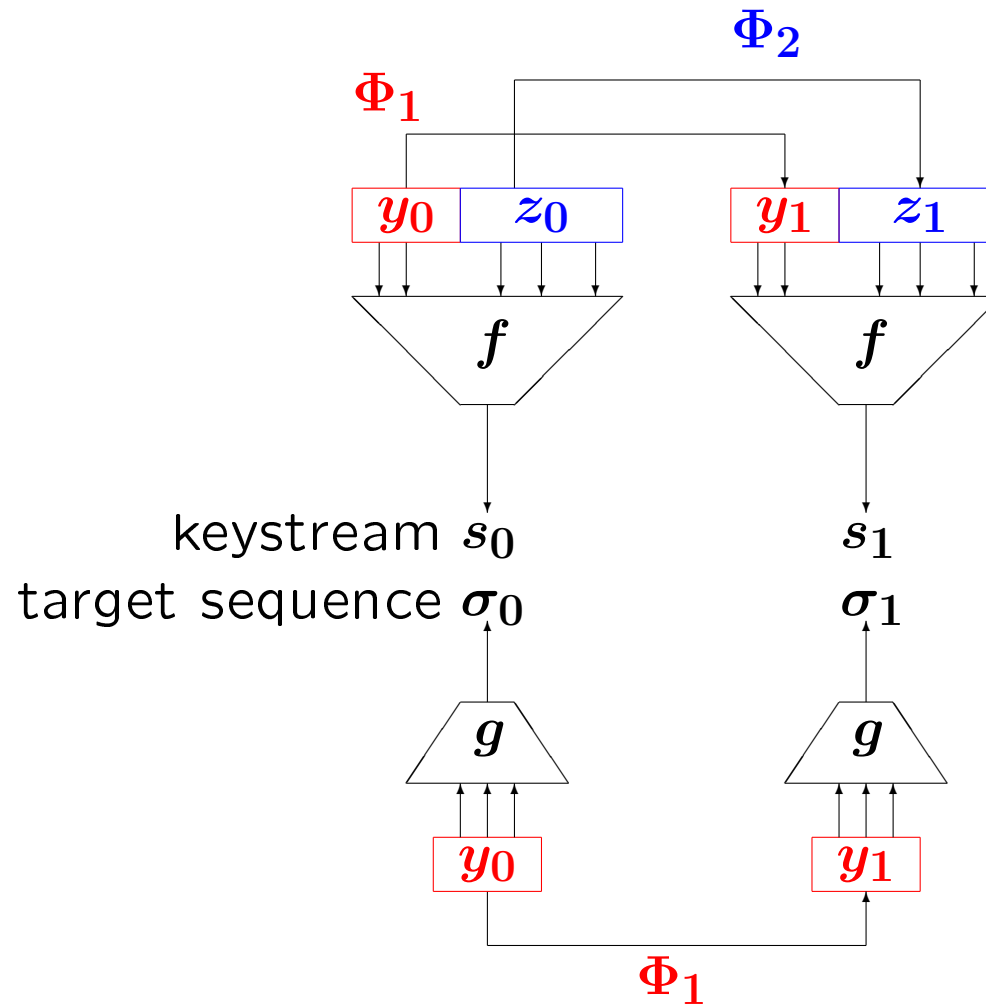 Φ₂
Φ₁
y₀ z₀ y₁ z₁
f f
keystream s₀ s₁
target sequence σ₀ σ₁
g g
y₀ y₁
Φ₁